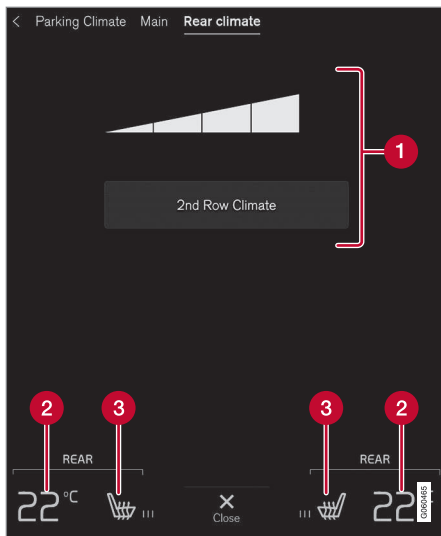 < Parking Climate Main Rear climate
1
2nd Row Climate
2 3 3 2
REAR REAR
22°C Close 22
G060465